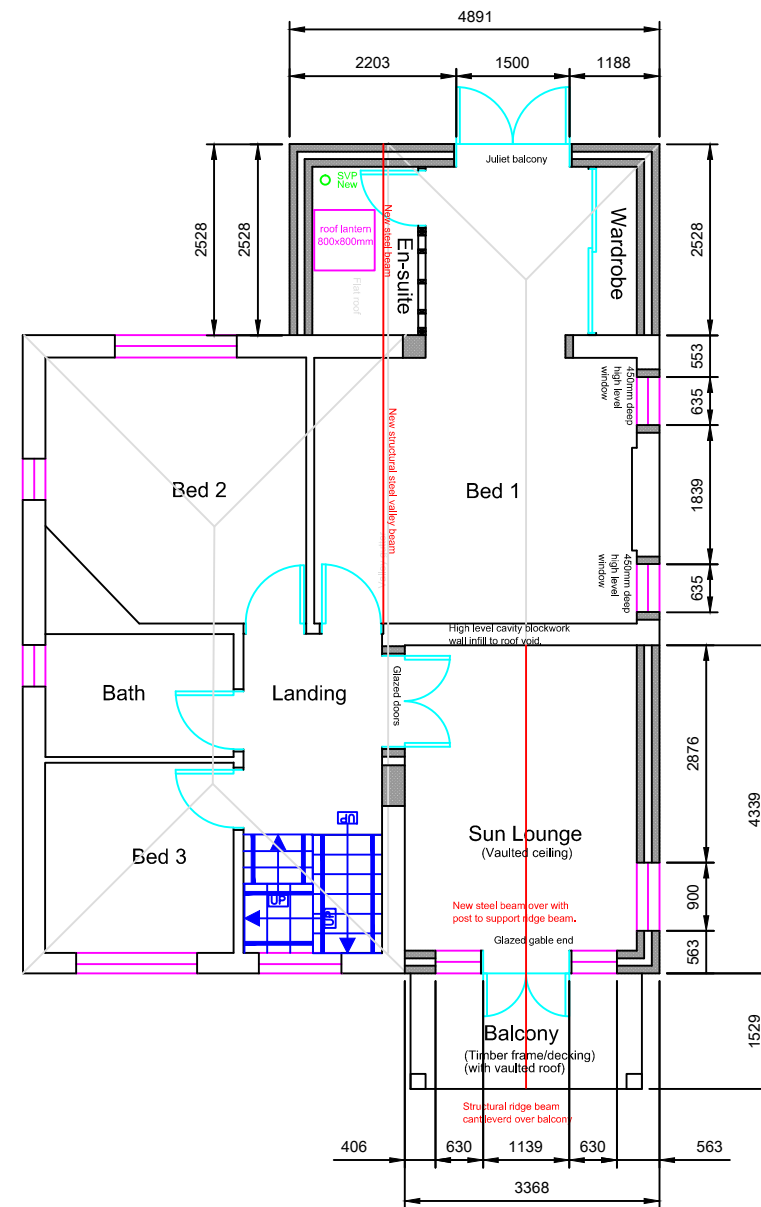 4891
2203
1500
1188
Juliet balcony
SVP
New
roof lantern
800x800mm
New steel beam
En-suite
Flat roof
Wardrobe
2528
2528
2528
553
450mm deep
high level
window
635
New structural steel valley beam
Bed 2
Bed 1
1839
450mm deep
high level
window
635
High level cavity blockwork
wall infill to roof void.
Bath
Landing
Glazed doors
2876
4339
UP
Sun Lounge
(Vaulted ceiling)
Bed 3
UP
UP
New steel beam over with
post to support ridge beam.
900
Glazed gable end
563
Balcony
(Timber frame/decking)
(with vaulted roof)
1529
Structural ridge beam
cantileverd over balcony
406
630
1139
630
563
3368